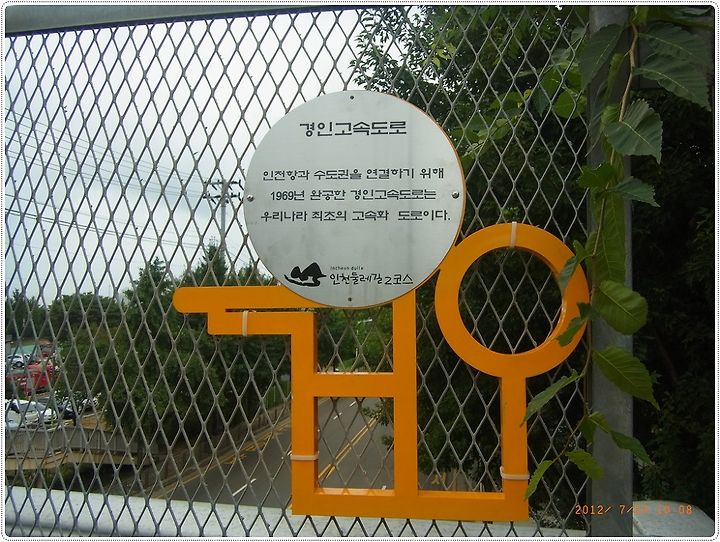 경인고속도로
인천항과 수도권을 연결하기 위해
1969년 완공한 경인고속도로는
우리나라 최초의 고속화 도로이다.
incheon dulle
인천둘레길 2코스
2012/ 7/